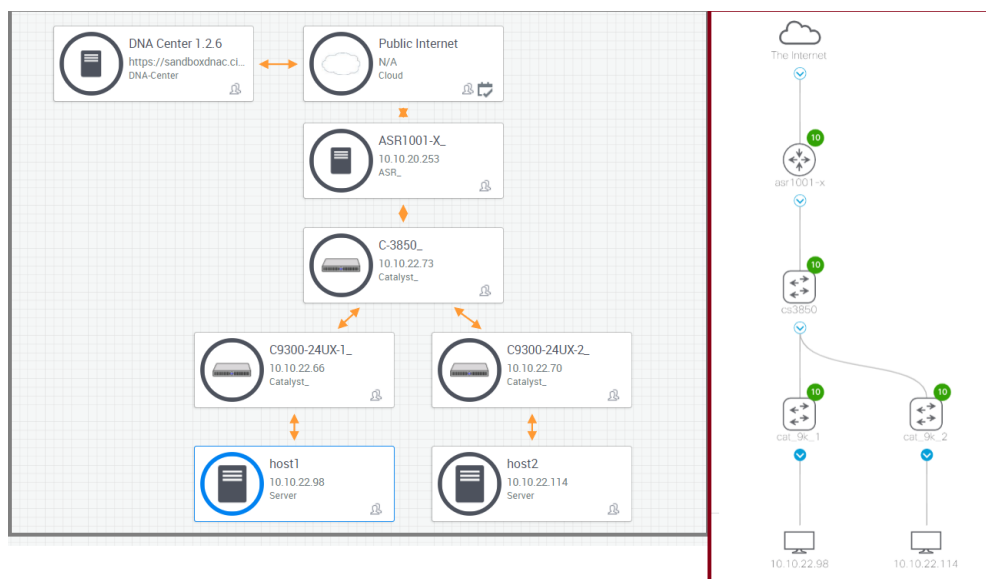 DNA Center 1.2.6
https://sandboxdnac.ci...
DNA-Center
Public Internet
N/A
Cloud
ASR1001-X_
10.10.20.253
ASR_
C-3850_
10.10.22.73
Catalyst_
C9300-24UX-1_
10.10.22.66
Catalyst_
C9300-24UX-2_
10.10.22.70
Catalyst_
host1
10.10.22.98
Server
host2
10.10.22.114
Server
The Internet
10
asr1001-x
10
cs3850
10
cat_9k_1
10
cat_9k_2
10.10.22.98
10.10.22.114